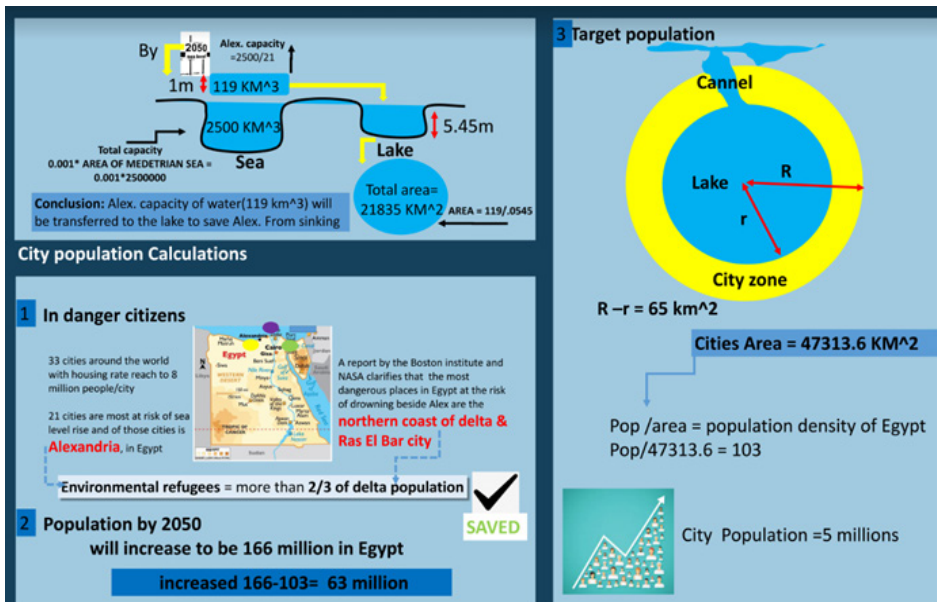 By
2050
Alex. capacity
=2500/21
1m
119 KM^3
2500 KM^3
5.45m
Total capacity
0.001* AREA OF MEDETRIAN SEA =
0.001*2500000
Sea
Lake
Total area=
21835 KM^2
AREA = 119/.0545
Conclusion: Alex. capacity of water(119 km^3) will
be transferred to the lake to save Alex. From sinking
City population Calculations
1 In danger citizens
33 cities around the world
with housing rate reach to 8
million people/city
21 cities are most at risk of sea
level rise and of those cities is
Alexandria, in Egypt
Egypt
Alexandria
Cairo
A report by the Boston institute and
NASA clarifies that the most
dangerous places in Egypt at the risk
of drowning beside Alex are the
northern coast of delta &
Ras El Bar city
Environmental refugees = more than 2/3 of delta population
SAVED
2 Population by 2050
will increase to be 166 million in Egypt
increased 166-103= 63 million
3 Target population
Cannel
Lake
R
r
City zone
R –r = 65 km^2
Cities Area = 47313.6 KM^2
Pop /area = population density of Egypt
Pop/47313.6 = 103
City Population =5 millions